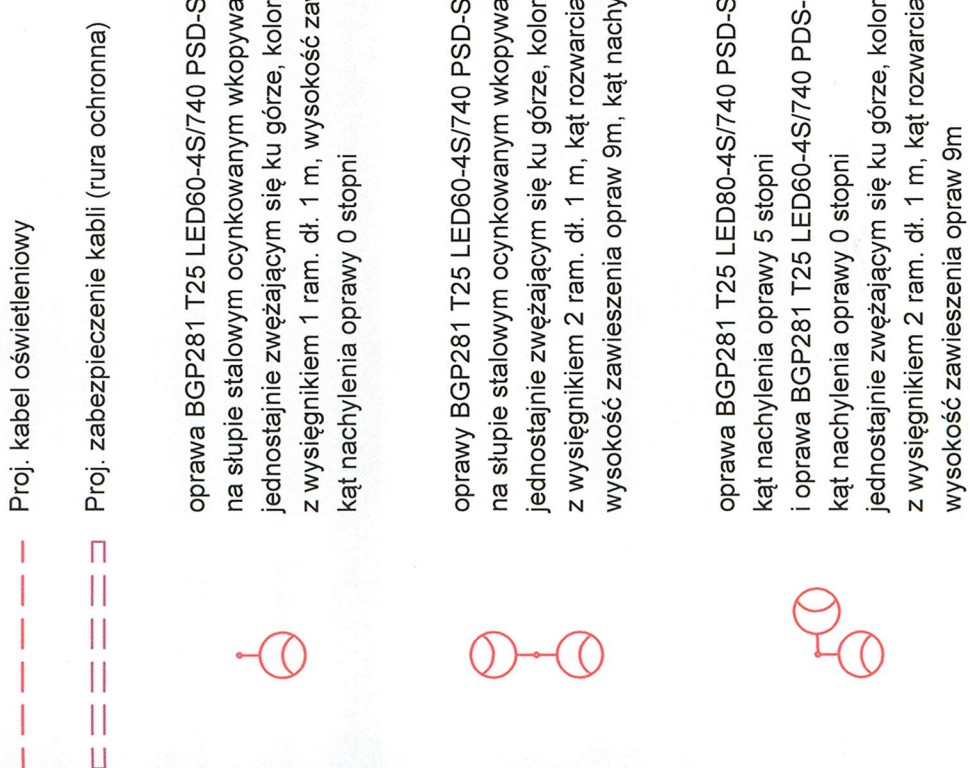 Proj. kabel oświetleniowy
Proj. zabezpieczenie kabli (rura ochronna)
oprawa BGP281 T25 LED60-4S/740 PSD-S
na słupie stalowym ocynkowanym wkopywa
jednostajnie zwężającym się ku górze, kolor
z wysięgnikiem 1 ram. dł. 1 m, wysokość za
kąt nachylenia oprawy 0 stopni
oprawy BGP281 T25 LED60-4S/740 PSD-S
na słupie stalowym ocynkowanym wkopywa
jednostajnie zwężającym się ku górze, kolor
z wysięgnikiem 2 ram. dł. 1 m, kąt rozwarcia
wysokość zawieszenia opraw 9m, kąt nachy
oprawa BGP281 T25 LED80-4S/740 PSD-S
kąt nachylenia oprawy 5 stopni
i oprawa BGP281 T25 LED60-4S/740 PDS-
kąt nachylenia oprawy 0 stopni
jednostajnie zwężającym się ku górze, kolor
z wysięgnikiem 2 ram. dł. 1 m, kąt rozwarcia
wysokość zawieszenia opraw 9m